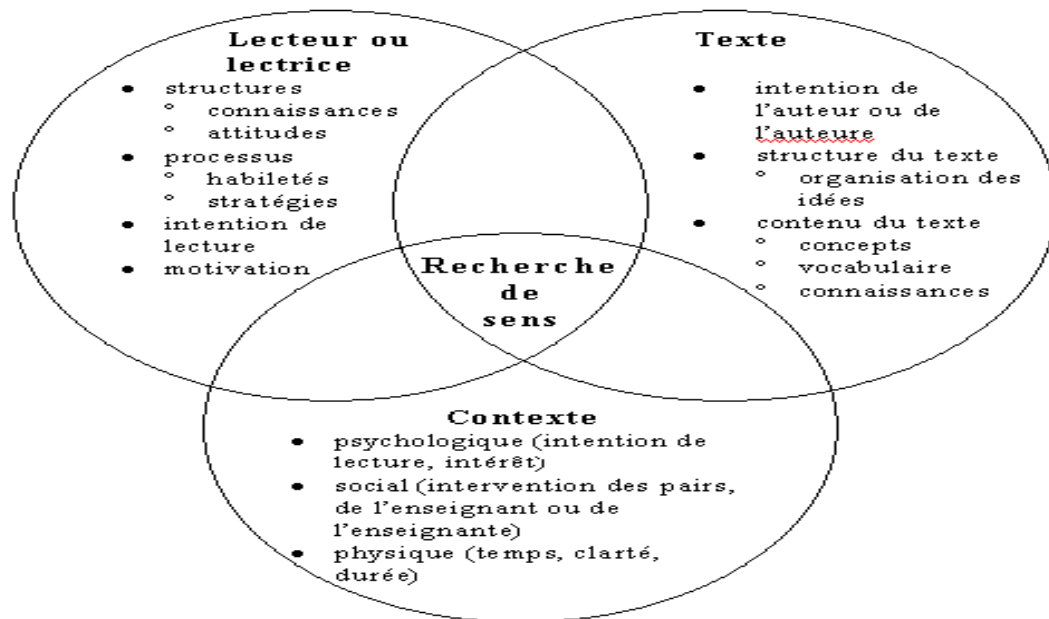 Lecteur ou
lectrice
• structures
° connaissances
° attitudes
• processus
° habiletés
° stratégies
• intention de
lecture
• motivation
Texte
• intention de
l'auteur ou de
l'auteure
• structure du texte
° organisation des
idées
• contenu du texte
° concepts
° vocabulaire
° connaissances
Recherche
de
sens
Contexte
• psychologique (intention de
lecture, intérêt)
• social (intervention des pairs,
de l'enseignant ou de
l'enseignante)
• physique (temps, clarté,
durée)